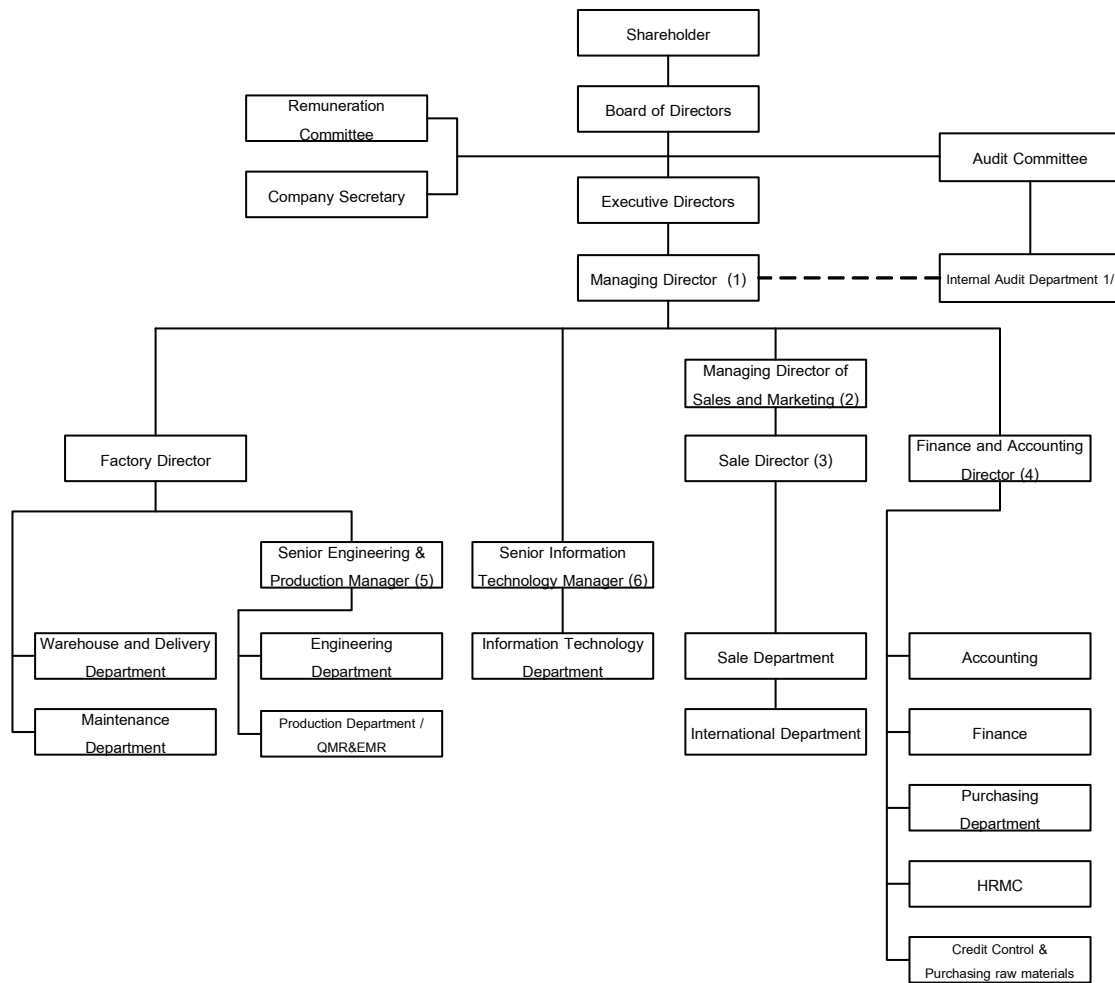 Shareholder
Board of Directors
Remuneration
Committee
Audit Committee
Company Secretary
Executive Directors
Managing Director (1)
Internal Audit Department 1/
Managing Director of
Sales and Marketing (2)
Factory Director
Sale Director (3)
Finance and Accounting
Director (4)
Senior Engineering &
Production Manager (5)
Senior Information
Technology Manager (6)
Warehouse and Delivery
Department
Engineering
Department
Information Technology
Department
Sale Department
Accounting
Maintenance
Department
Production Department /
QMR&EMR
International Department
Finance
Purchasing
Department
HRMC
Credit Control &
Purchasing raw materials